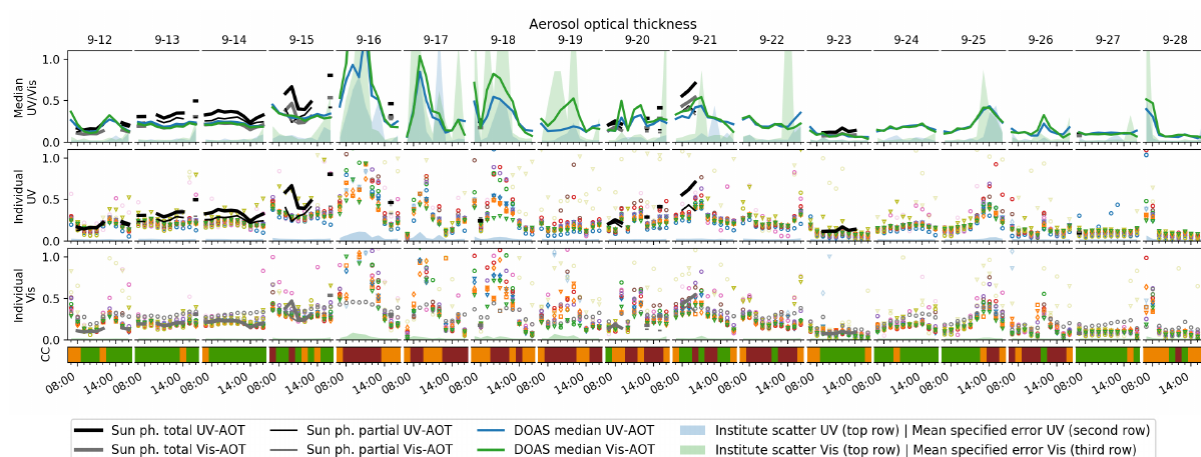 Aerosol optical thickness
9-12 9-13 9-14 9-15 9-16 9-17 9-18 9-19 9-20 9-21 9-22 9-23 9-24 9-25 9-26 9-27 9-28
Median
UV/Vis
1.0
0.5
0.0
Individual
UV
1.0
0.5
0.0
Individual
Vis
1.0
0.5
0.0
CC
08:00 14:00 08:00 14:00 08:00 14:00 08:00 14:00 08:00 14:00 08:00 14:00 08:00 14:00 08:00 14:00 08:00 14:00 08:00 14:00 08:00 14:00 08:00 14:00 08:00 14:00 08:00 14:00 08:00 14:00 08:00 14:00 08:00 14:00
Sun ph. total UV-AOT Sun ph. partial UV-AOT DOAS median UV-AOT Institute scatter UV (top row) | Mean specified error UV (second row)
Sun ph. total Vis-AOT Sun ph. partial Vis-AOT DOAS median Vis-AOT Institute scatter Vis (top row) | Mean specified error Vis (third row)